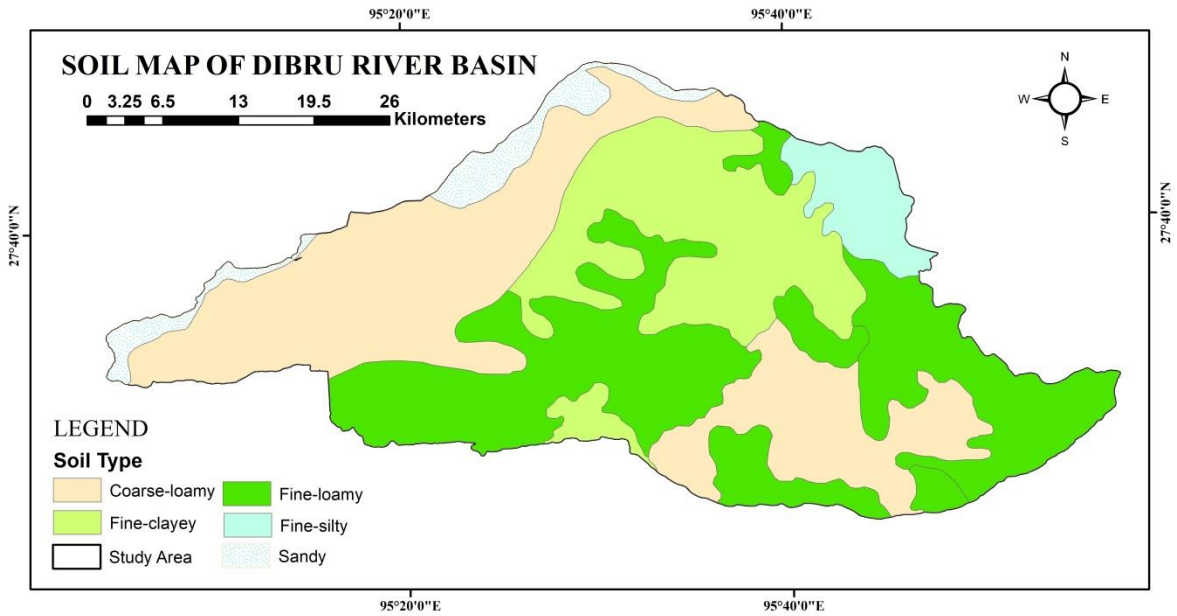 95°20'0"E 95°40'0"E
SOIL MAP OF DIBRU RIVER BASIN
0 3.25 6.5 13 19.5 26
Kilometers
N
W E
S
27°40'0"N
27°40'0"N
LEGEND
Soil Type
Coarse-loamy Fine-loamy
Fine-clayey Fine-silty
Study Area Sandy
95°20'0"E 95°40'0"E